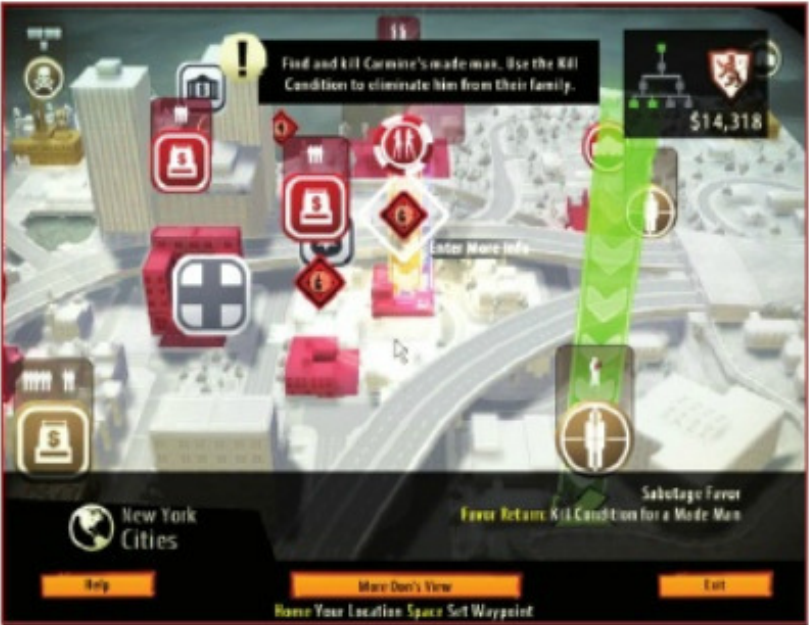 Find and kill Carmine's made man. Use the Kill
Condition to eliminate him from their family.
$14,318
Enter More Info
Sabotage Favor
Favor Return: Kill Condition for a Made Man
New York
Cities
Help
More Don's View
Exit
Home Your Location Space Set Waypoint